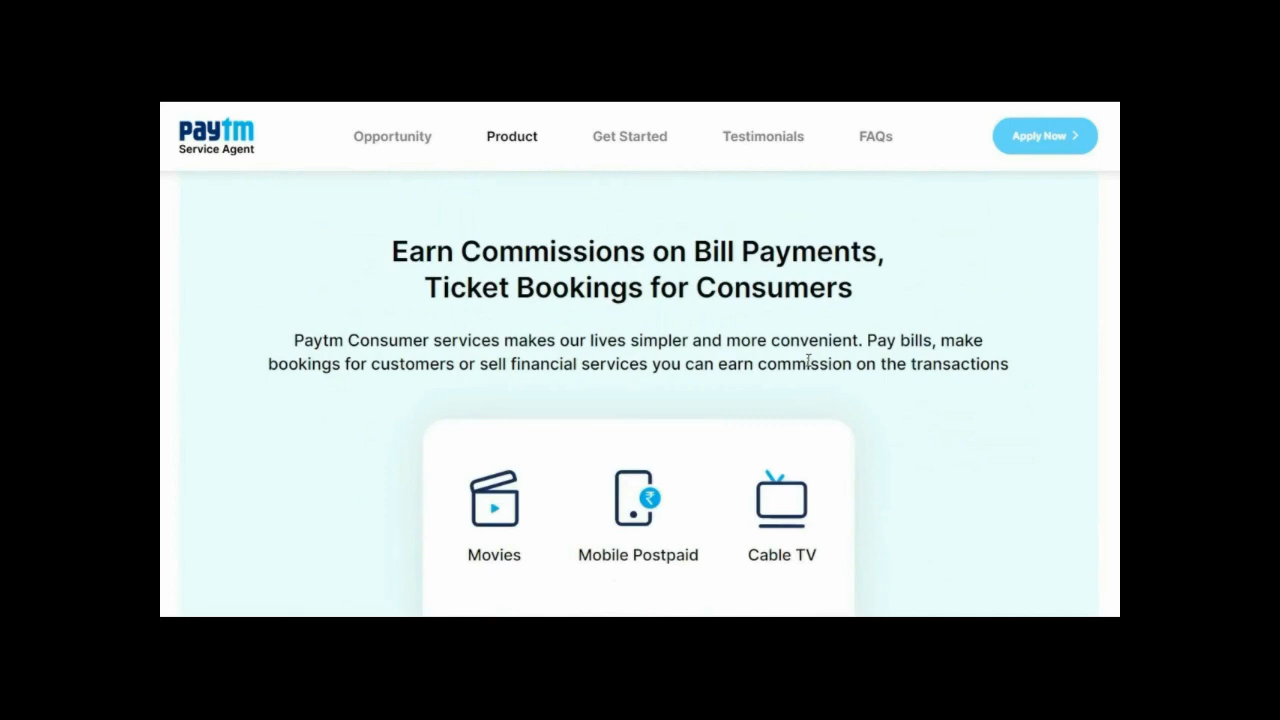 paytm
Service Agent
Opportunity
Product
Get Started
Testimonials
FAQs
Apply Now
Earn Commissions on Bill Payments,
Ticket Bookings for Consumers
Paytm Consumer services makes our lives simpler and more convenient. Pay bills, make
bookings for customers or sell financial services you can earn commission on the transactions
₹
Movies
Mobile Postpaid
Cable TV